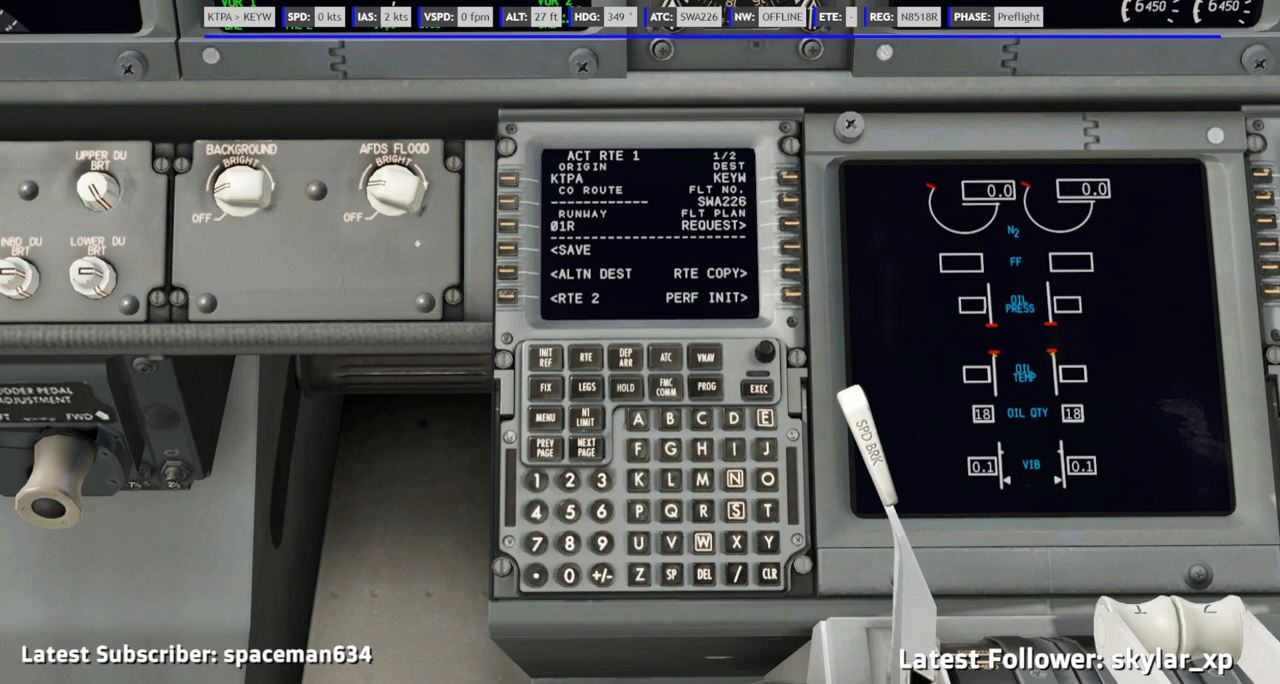 VOR 1 VOR 2
KTPA > KEYW SPD: 0 kts IAS: 2 kts VSPD: 0 fpm ALT: 27 ft HDG: 349 ° ATC: SWA226 NW: OFFLINE ETE: - REG: N8518R PHASE: Preflight
6450 6450
UPPER DU
BRT
INBD DU
BRT
LOWER DU
BRT
BACKGROUND
BRIGHT
OFF
AFDS FLOOD
BRIGHT
OFF
ACT RTE 1 1/2
ORIGIN DEST
KTPA KEYW
CO ROUTE FLT NO.
------------ SWA226
RUNWAY FLT PLAN
01R REQUEST>
<SAVE
<ALTN DEST RTE COPY>
<RTE 2 PERF INIT>
INIT REF RTE DEP ARR ATC VNAV
FIX LEGS HOLD FMC COMM PROG EXEC
MENU N1 LIMIT A B C D E
PREV PAGE NEXT PAGE F G H I J
1 2 3 K L M N O
4 5 6 P Q R S T
7 8 9 U V W X Y
. 0 +/- Z SP DEL / CLR
0.0 0.0
N2
FF
OIL
PRESS
OIL
TEMP
18 OIL QTY 18
0.1 VIB 0.1
SPD BRK
ADJUSTMENT
FWD
Latest Subscriber: spaceman634
Latest Follower: skylar_xp